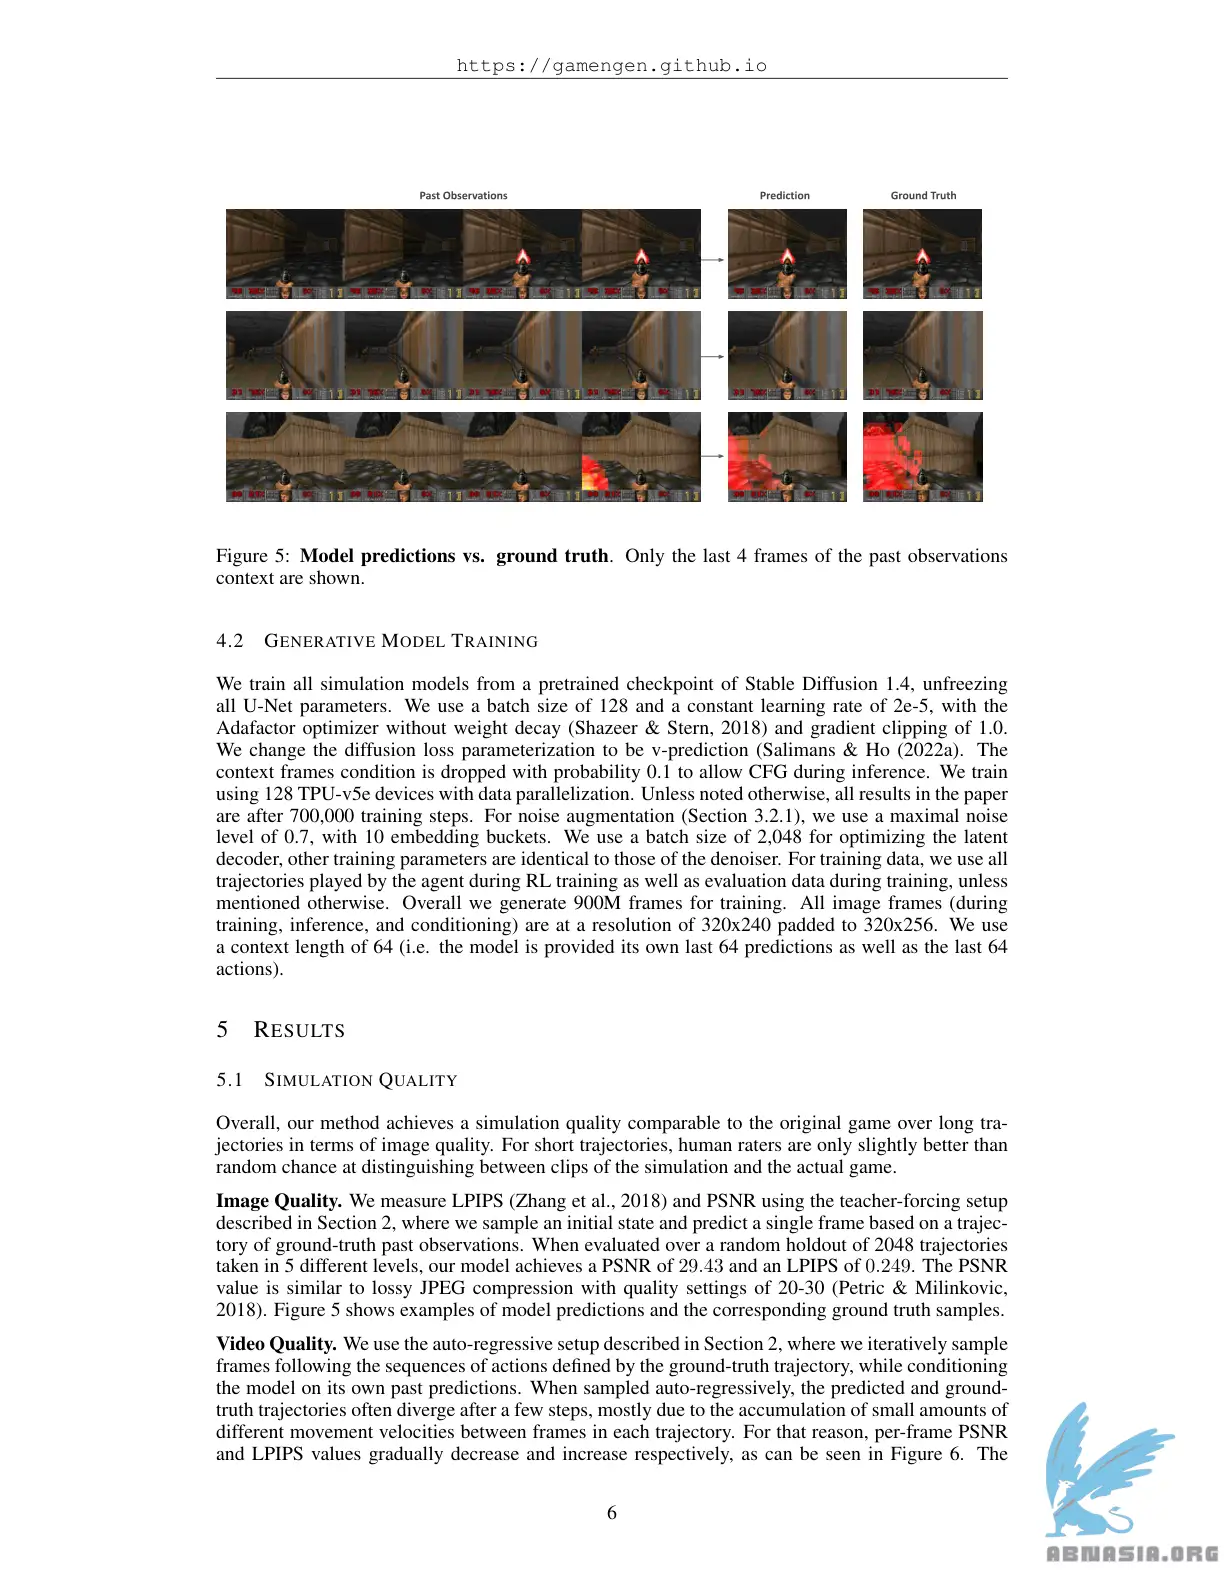 https://gamengen.github.io
Past Observations
Prediction
Ground Truth
Figure 5: Model predictions vs. ground truth. Only the last 4 frames of the past observations
context are shown.
4.2 GENERATIVE MODEL TRAINING
We train all simulation models from a pretrained checkpoint of Stable Diffusion 1.4, unfreezing
all U-Net parameters. We use a batch size of 128 and a constant learning rate of 2e-5, with the
Adafactor optimizer without weight decay (Shazeer & Stern, 2018) and gradient clipping of 1.0.
We change the diffusion loss parameterization to be v-prediction (Salimans & Ho (2022a). The
context frames condition is dropped with probability 0.1 to allow CFG during inference. We train
using 128 TPU-v5e devices with data parallelization. Unless noted otherwise, all results in the paper
are after 700,000 training steps. For noise augmentation (Section 3.2.1), we use a maximal noise
level of 0.7, with 10 embedding buckets. We use a batch size of 2,048 for optimizing the latent
decoder, other training parameters are identical to those of the denoiser. For training data, we use all
trajectories played by the agent during RL training as well as evaluation data during training, unless
mentioned otherwise. Overall we generate 900M frames for training. All image frames (during
training, inference, and conditioning) are at a resolution of 320x240 padded to 320x256. We use
a context length of 64 (i.e. the model is provided its own last 64 predictions as well as the last 64
actions).
5 RESULTS
5.1 SIMULATION QUALITY
Overall, our method achieves a simulation quality comparable to the original game over long tra-
jectories in terms of image quality. For short trajectories, human raters are only slightly better than
random chance at distinguishing between clips of the simulation and the actual game.
Image Quality. We measure LPIPS (Zhang et al., 2018) and PSNR using the teacher-forcing setup
described in Section 2, where we sample an initial state and predict a single frame based on a trajec-
tory of ground-truth past observations. When evaluated over a random holdout of 2048 trajectories
taken in 5 different levels, our model achieves a PSNR of 29.43 and an LPIPS of 0.249. The PSNR
value is similar to lossy JPEG compression with quality settings of 20-30 (Petric & Milinkovic,
2018). Figure 5 shows examples of model predictions and the corresponding ground truth samples.
Video Quality. We use the auto-regressive setup described in Section 2, where we iteratively sample
frames following the sequences of actions defined by the ground-truth trajectory, while conditioning
the model on its own past predictions. When sampled auto-regressively, the predicted and ground-
truth trajectories often diverge after a few steps, mostly due to the accumulation of small amounts of
different movement velocities between frames in each trajectory. For that reason, per-frame PSNR
and LPIPS values gradually decrease and increase respectively, as can be seen in Figure 6. The
6
ABNASIA.ORG